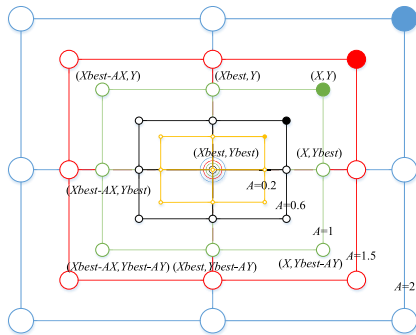 (Xbest-AX,Y) (Xbest,Y) (X,Y)
(Xbest,Ybest) (X,Ybest)
(Xbest-AX,Ybest) A=0.2
A=0.6
A=1
(Xbest-AX,Ybest-AY) (Xbest,Ybest-AY) (X,Ybest-AY) A=1.5
A=2